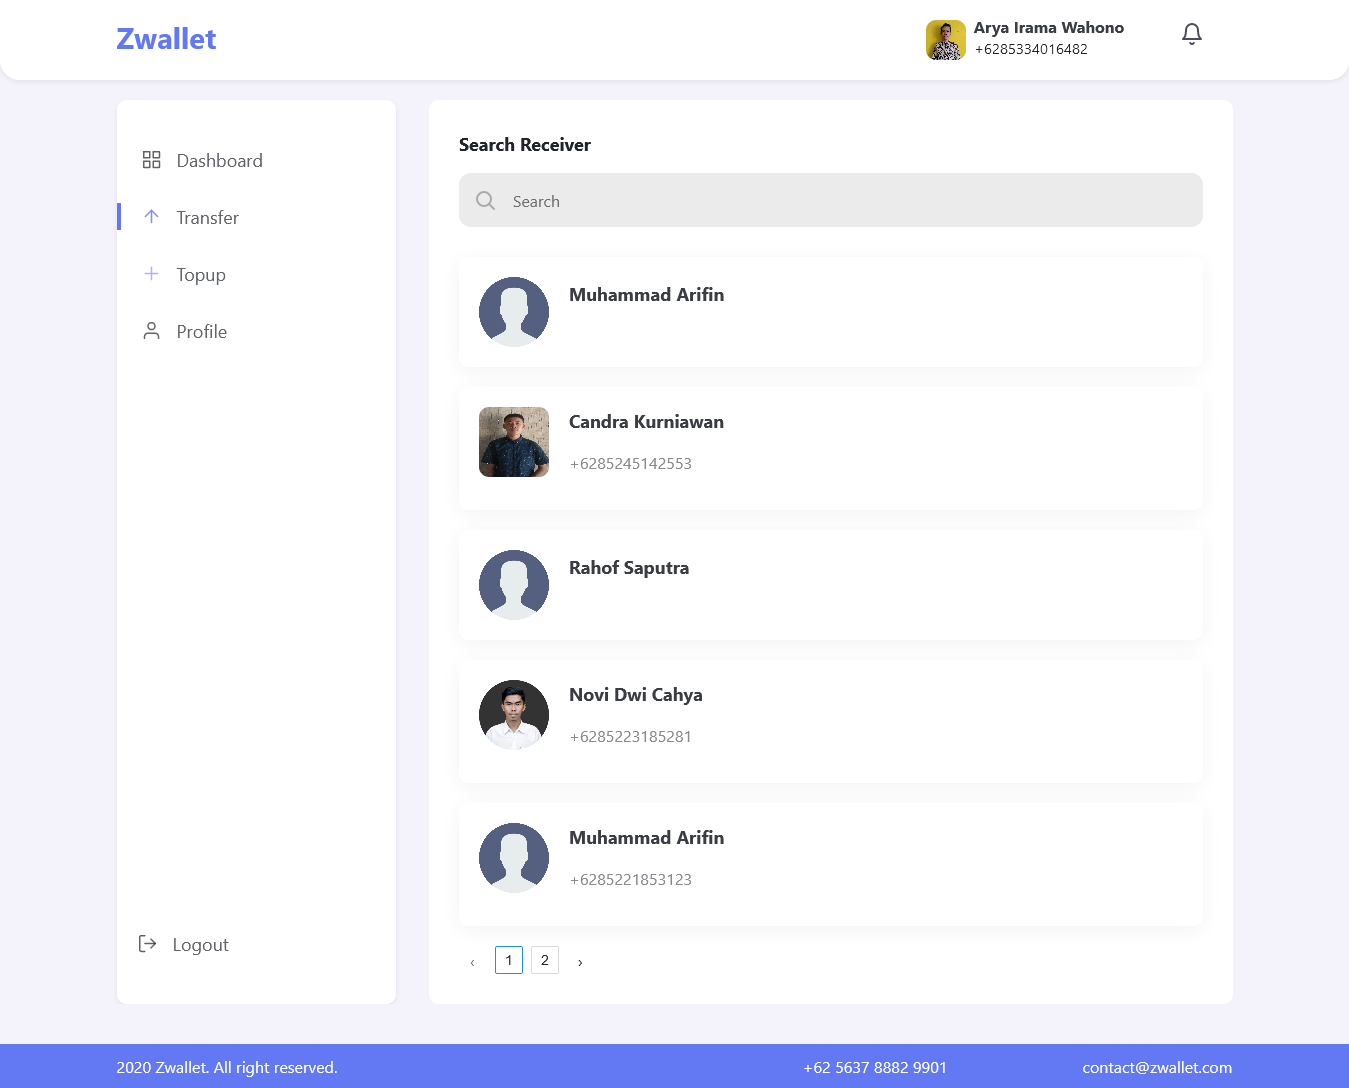 Zwallet
Arya Irama Wahono
+6285334016482
Dashboard
Transfer
Topup
Profile
Logout
Search Receiver
Search
Muhammad Arifin
Candra Kurniawan
+6285245142553
Rahof Saputra
Novi Dwi Cahya
+6285223185281
Muhammad Arifin
+6285221853123
‹ 1 2 ›
2020 Zwallet. All right reserved.
+62 5637 8882 9901
contact@zwallet.com